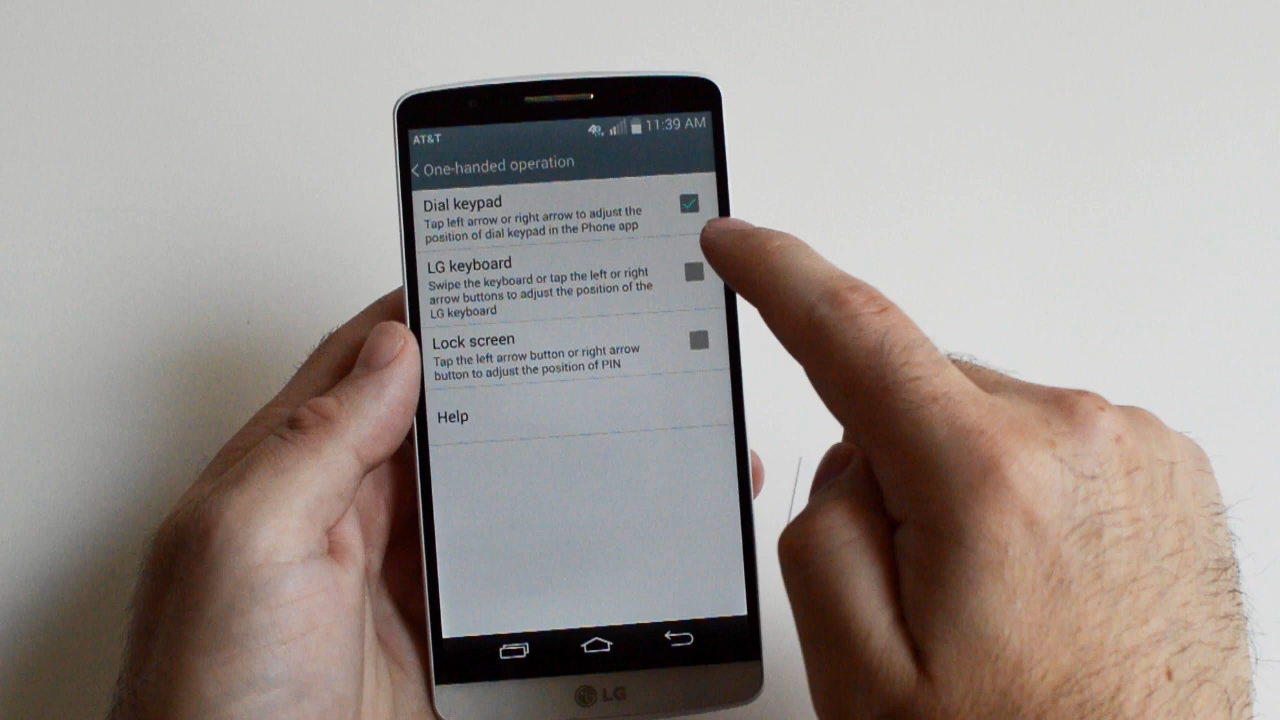 AT&T 11:39 AM
One-handed operation
Dial keypad
Tap left arrow or right arrow to adjust the
position of dial keypad in the Phone app
LG keyboard
Swipe the keyboard or tap the left or right
arrow buttons to adjust the position of the
LG keyboard
Lock screen
Tap the left arrow button or right arrow
button to adjust the position of PIN
Help
LG